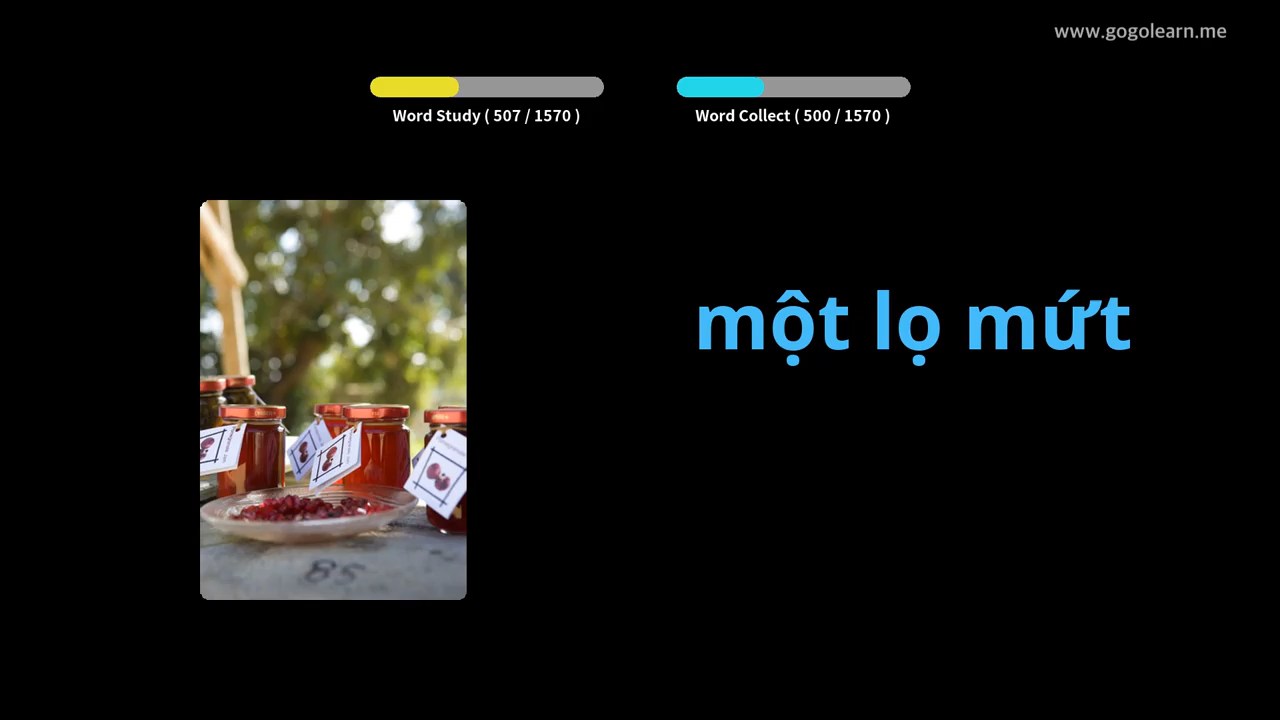 www.gogolearn.me
Word Study ( 507 / 1570 )
Word Collect ( 500 / 1570 )
một lọ mứt
85